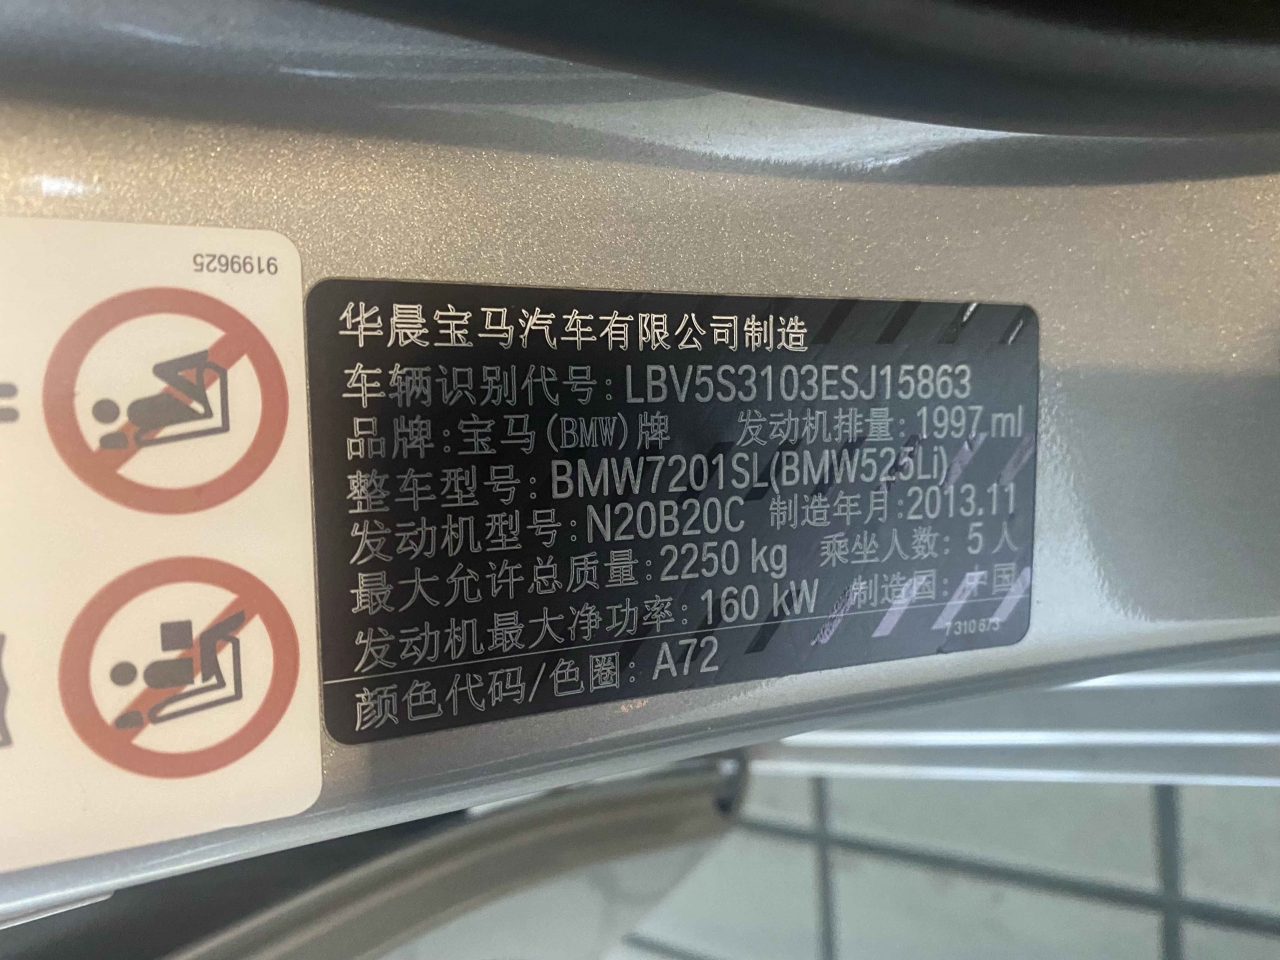 9199625
华晨宝马汽车有限公司制造
车辆识别代号: LBV5S3103ESJ15863
品牌:宝马(BMW)牌 发动机排量: 1997 ml
整车型号: BMW7201SL(BMW525Li)
发动机型号: N20B20C 制造年月:2013.11
最大允许总质量: 2250 kg 乘坐人数: 5 人
发动机最大净功率: 160 kW 制造国: 中国
7 310 673
颜色代码/色圈: A72